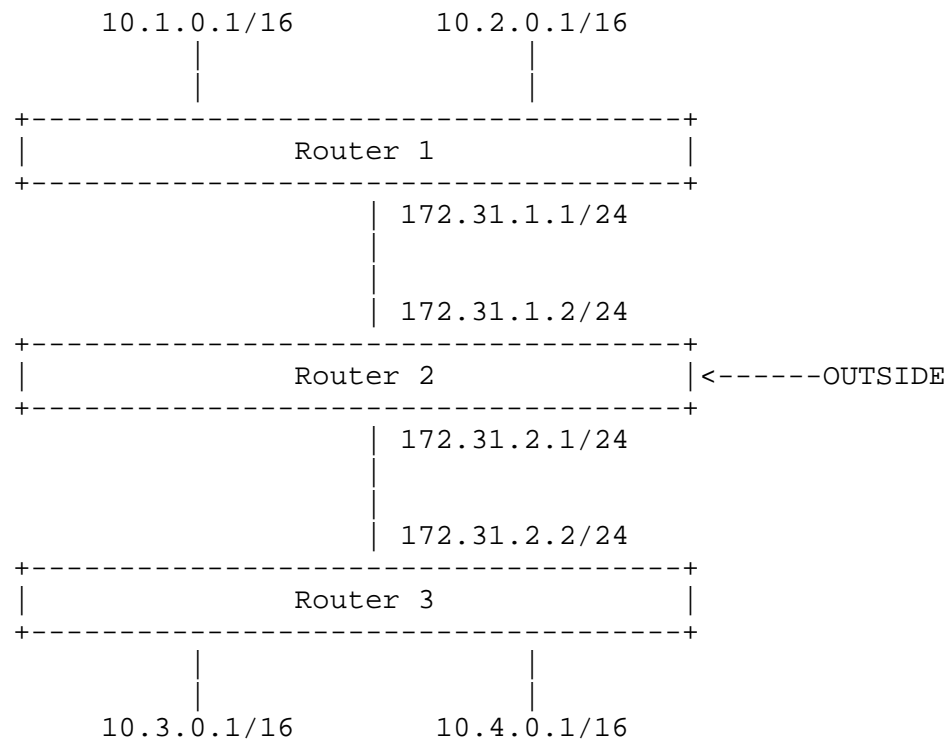 10.1.0.1/16 10.2.0.1/16
Router 1
172.31.1.1/24
172.31.1.2/24
Router 2 <------OUTSIDE
172.31.2.1/24
172.31.2.2/24
Router 3
10.3.0.1/16 10.4.0.1/16